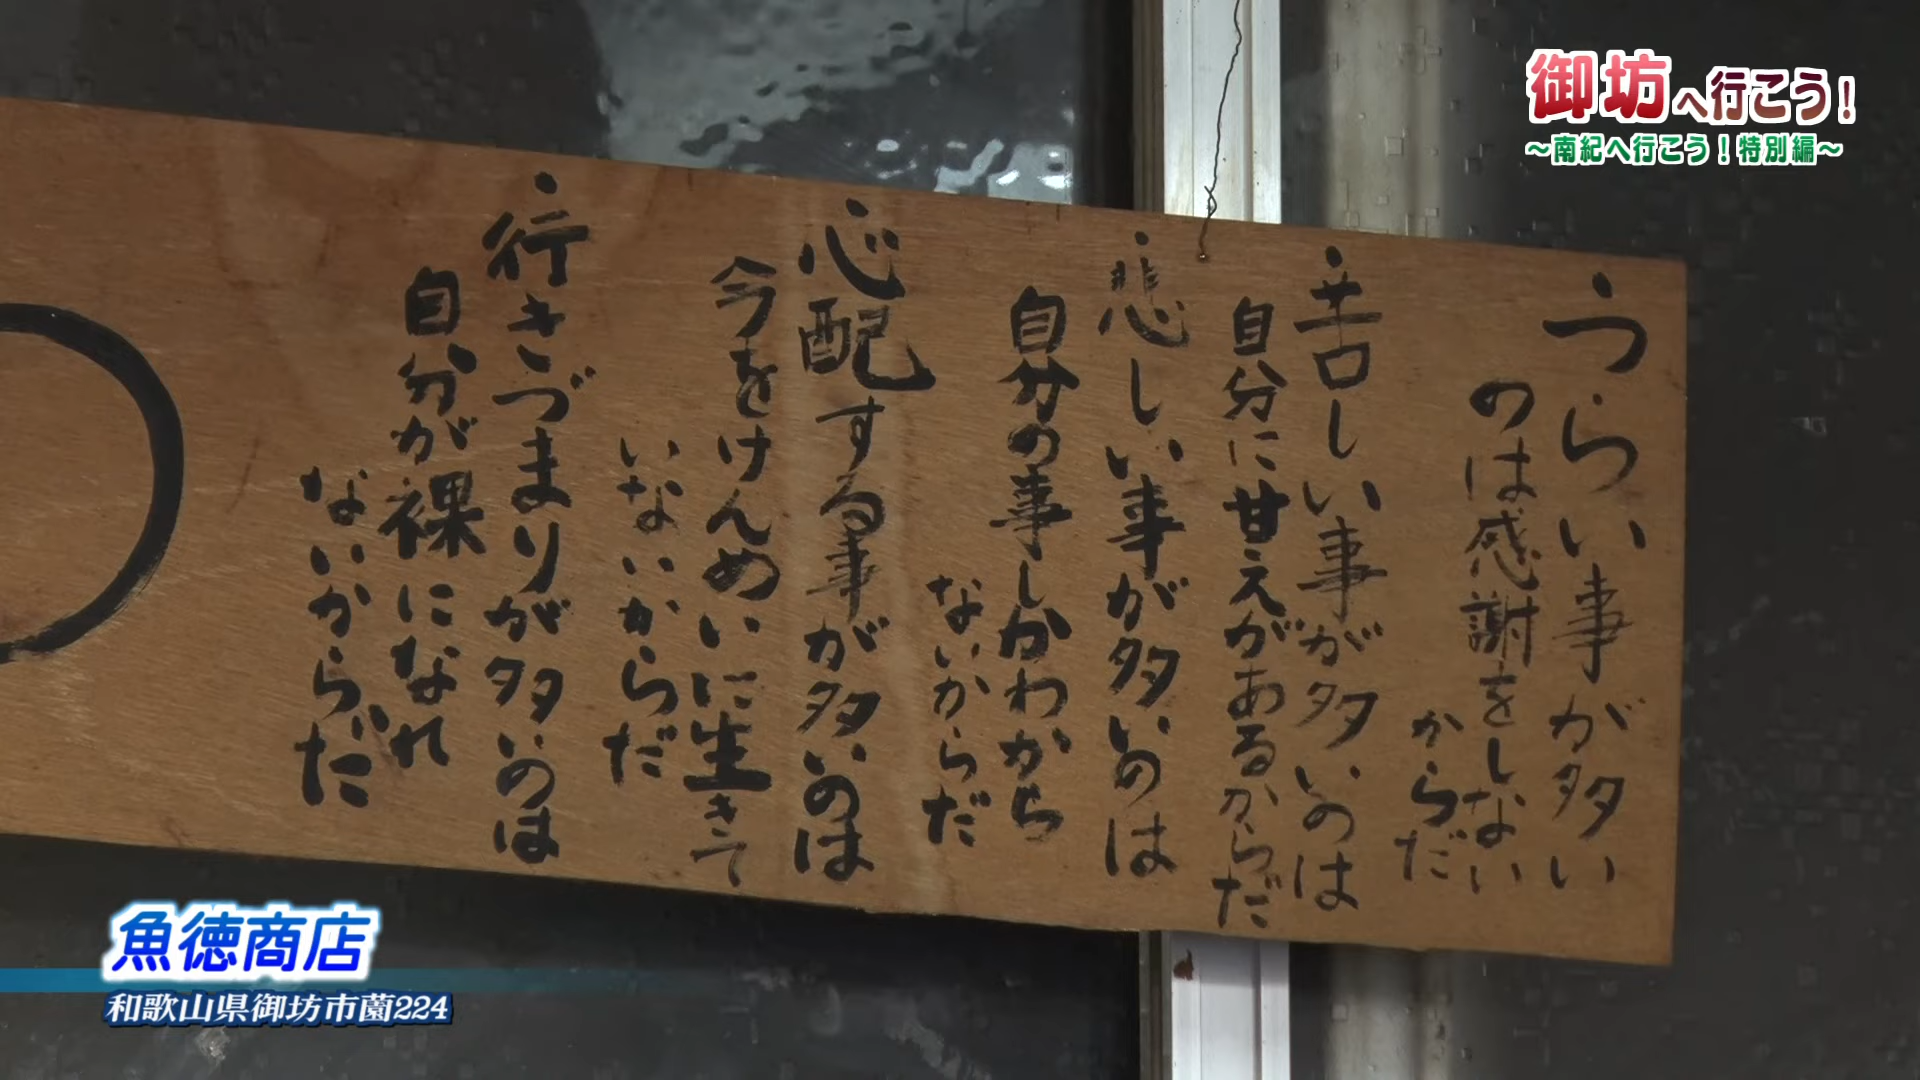 御坊へ行こう！
～南紀へ行こう！特別編～
つらい事が多い
のは感謝をしない
からだ
苦しい事が多いのは
自分に甘えがあるからだ
悲しい事が多いのは
自分の事しかわから
ないからだ
心配する事が多いのは
今をけんめいに生きて
いないからだ
行きづまりが多いのは
自分が裸になれ
ないからだ
魚徳商店
和歌山県御坊市薗224